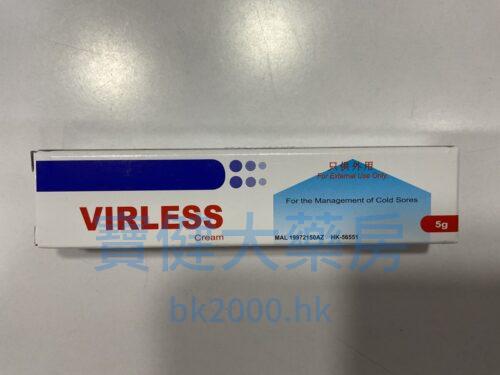 只供外用
For External Use Only
For the Management of Cold Sores
VIRLESS
Cream
5g
MAL 19972150AZ HK-56551
寶健大藥房
bk2000.hk